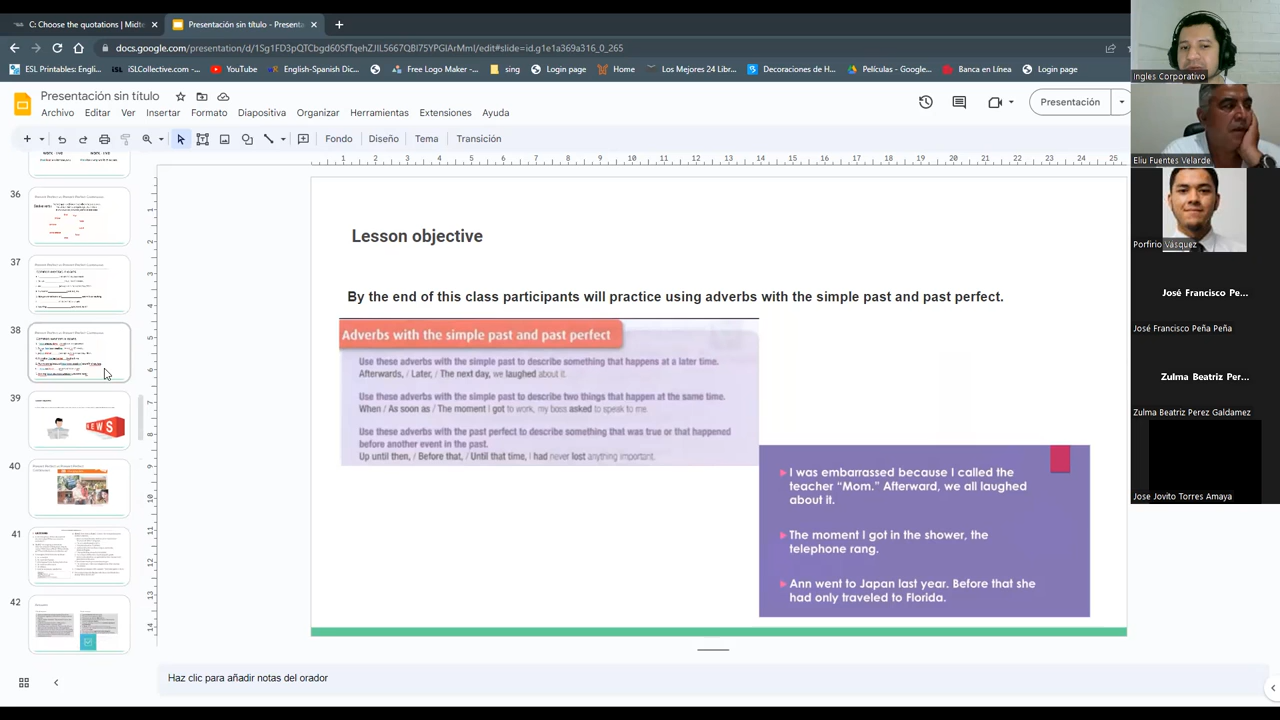 C: Choose the quotations | Midte
Presentación sin título - Presenta
docs.google.com/presentation/d/1Sg1FD3pQTCbgd60SfTqehZJIL5667QBI75YPGIArMmI/edit#slide=id.g1e1a369a316_0_265
ESL Printables: Engli...
iSLCollective.com -...
YouTube
English-Spanish Dic...
Free Logo Maker
sing
Start page
Home
Los Mejores 24 Libr...
Decoraciones de H...
Películas - Google...
Banca en Línea
Login page
Presentación sin título
Archivo Editar Ver Insertar Formato Diapositiva Organizar Herramientas Extensiones Ayuda
Presentación
Fondo Diseño Tema Transición
36
37
38
39
NEWS
40
41
42
Lesson objective
By the end of this class participants will practice using adverbs with the simple past and past perfect.
Adverbs with the simple past and past perfect
Use these adverbs with the simple past to describe something that happens at a later time.
Afterwards, / Later, / The next day, we laughed about it.
Use these adverbs with the simple past to describe two things that happen at the same time.
When / As soon as / The moment I got to work, my boss asked to speak to me.
Use these adverbs with the past perfect to describe something that was true or that happened
before another event in the past.
Up until then, / Before that, / Until that time, I had never lost anything important.
I was embarrassed because I called the
teacher “Mom.” Afterward, we all laughed
about it.
The moment I got in the shower, the
telephone rang.
Ann went to Japan last year. Before that she
had only traveled to Florida.
Haz clic para añadir notas del orador
Ingles Corporativo
Eliu Fuentes Velarde
Porfirio Vasquez
José Francisco Pe...
José Francisco Peña Peña
Zulma Beatriz Per...
Zulma Beatriz Perez Galdamez
Jose Jovito Torres Amaya